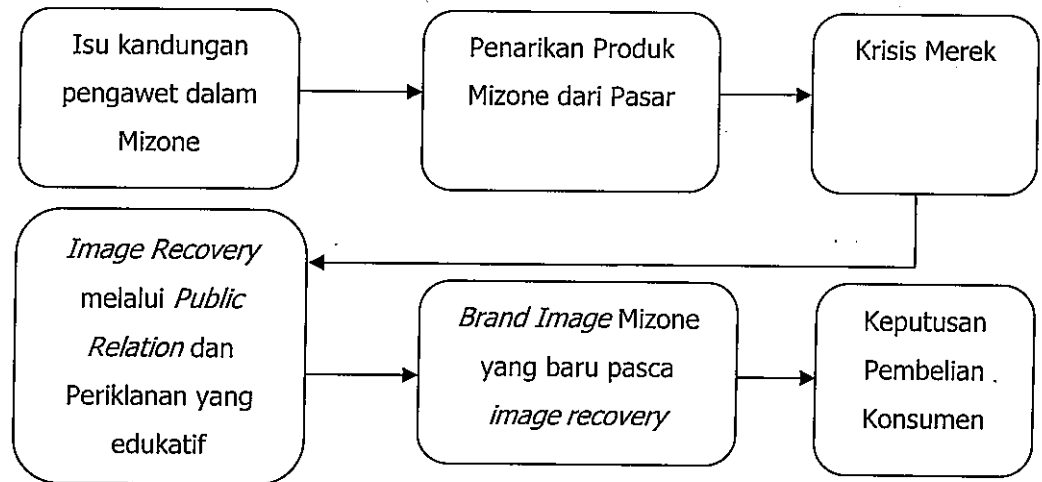 Isu kandungan
pengawet dalam
Mizone
Penarikan Produk
Mizone dari Pasar
Krisis Merek
Image Recovery
melalui Public
Relation dan
Periklanan yang
edukatif
Brand Image Mizone
yang baru pasca
image recovery
Keputusan
Pembelian
Konsumen